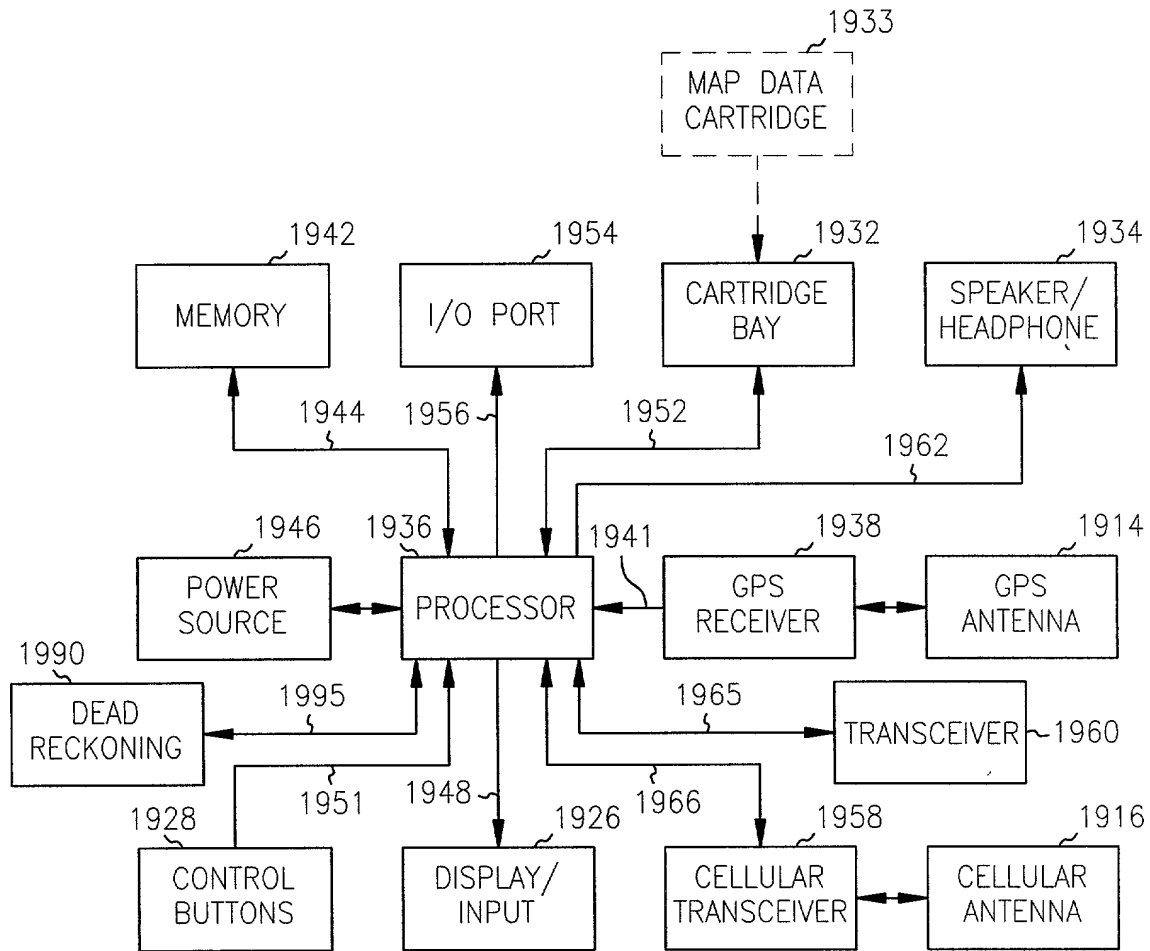 1933
MAP DATA
CARTRIDGE
1942
1954
1932
1934
MEMORY
I/O PORT
CARTRIDGE
BAY
SPEAKER/
HEADPHONE
1944
1956
1952
1962
1946
1936
1941
1938
1914
POWER
SOURCE
PROCESSOR
GPS
RECEIVER
GPS
ANTENNA
1990
DEAD
RECKONING
1995
1965
TRANSCEIVER
1960
1951
1948
1966
1928
1926
1958
1916
CONTROL
BUTTONS
DISPLAY/
INPUT
CELLULAR
TRANSCEIVER
CELLULAR
ANTENNA